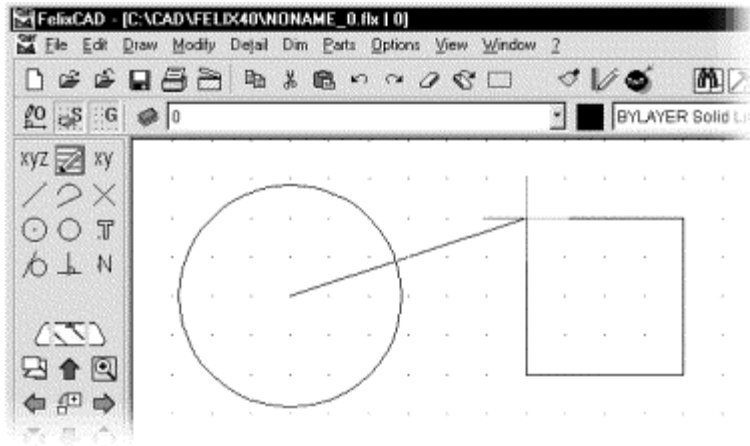 FelixCAD - [C:\CAD\FELIX40\NONAME_0.flx | 0]
File Edit Draw Modify Detail Dim Parts Options View Window ?
O S G 0 BYLAYER Solid
xyz xy
T
N